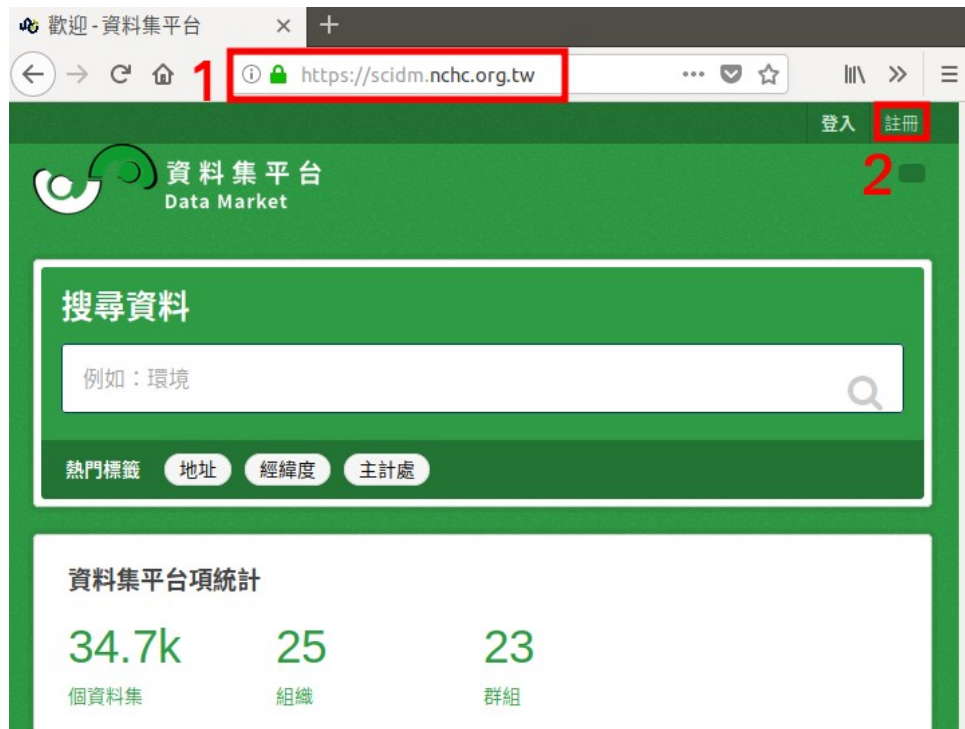 歡迎 - 資料集平台
1 https://scidm.nchc.org.tw
登入 註冊
2
資料集平台
Data Market
搜尋資料
例如：環境
熱門標籤 地址 經緯度 主計處
資料集平台項統計
34.7k 25 23
個資料集 組織 群組